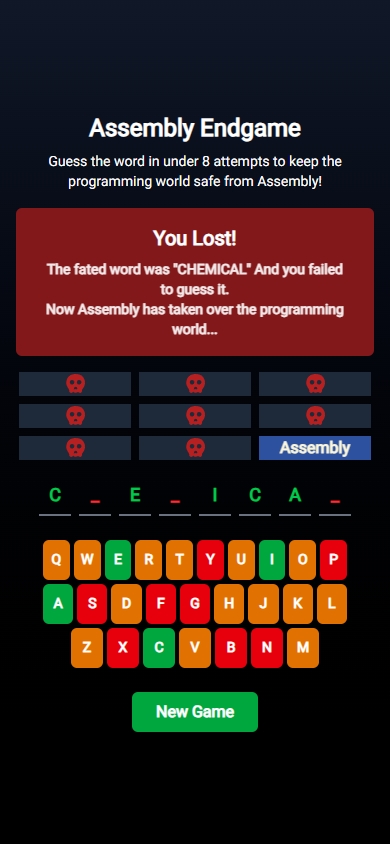 Assembly Endgame
Guess the word in under 8 attempts to keep the
programming world safe from Assembly!
You Lost!
The fated word was "CHEMICAL" And you failed
to guess it.
Now Assembly has taken over the programming
world...
Assembly
C _ E _ I C A _
Q W E R T Y U I O P
A S D F G H J K L
Z X C V B N M
New Game